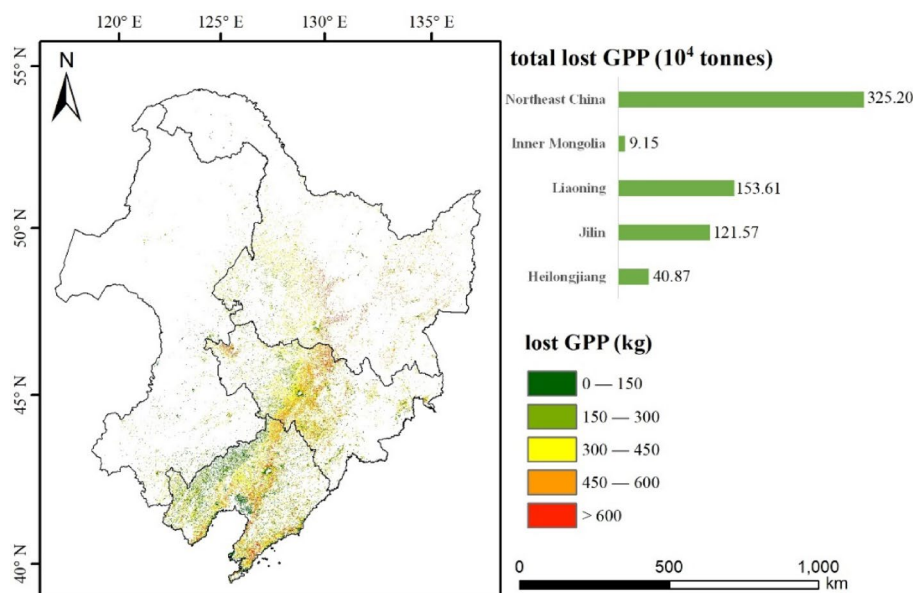 120° E 125° E 130° E 135° E
55° N
50° N
45° N
40° N
N
total lost GPP (10⁴ tonnes)
Northeast China 325.20
Inner Mongolia 9.15
Liaoning 153.61
Jilin 121.57
Heilongjiang 40.87
lost GPP (kg)
0 — 150
150 — 300
300 — 450
450 — 600
> 600
0 500 1,000
km